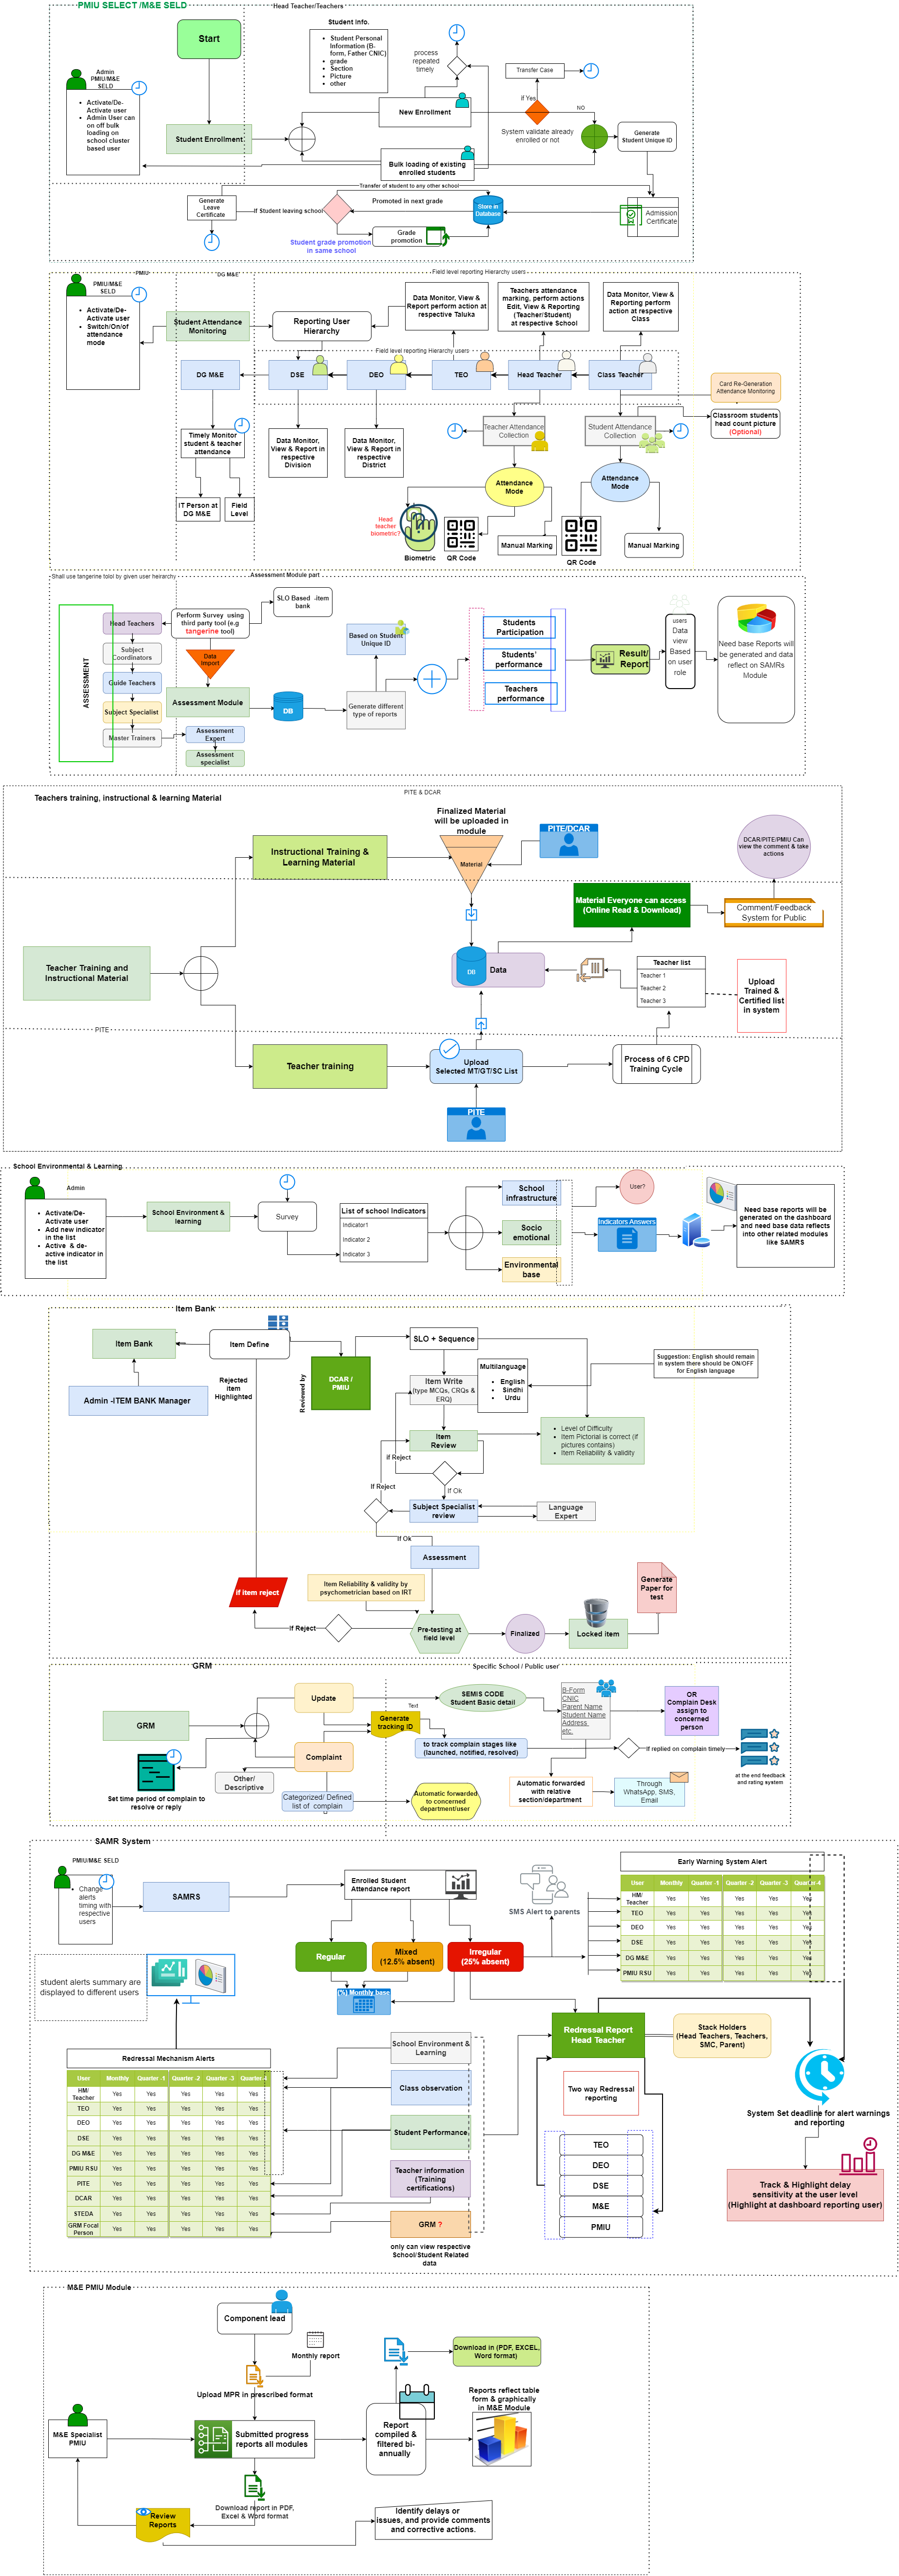 PMIU SELECT /M&E SELD
Head Teacher/Teachers
Start
Student Info.
• Student Personal
Information (B-
form, Father CNIC)
• grade
• Section
• Picture
• other
process
repeated
timely
Transfer Case
Admin
PMIU/M&E
SELD
• Activate/De-
Activate user
• Admin User can
on off bulk
loading on
school cluster
based user
Student Enrollment
New Enrollment
if Yes
NO
System validate already
enrolled or not
Generate
Student Unique ID
Bulk loading of existing
enrolled students
Transfer of student to any other school
Generate
Leave
Certificate
If Student leaving school
Promoted in next grade
Store in
Database
Admission
Certificate
Student grade promotion
in same school
Grade
promotion
PMIU
DG M&E
Field level reporting Hierarchy users
PMIU/M&E
SELD
• Activate/De-
Activate user
• Switch/On/of
attendance
mode
Student Attendance
Monitoring
Reporting User
Hierarchy
Data Monitor, View &
Report perform action at
respective Taluka
Teachers attendance
marking, perform actions
Edit, View & Reporting
(Teacher/Student)
at respective School
Data Monitor, View &
Reporting perform
action at respective
Class
Field level reporting Hierarchy users
DG M&E
DSE
DEO
TEO
Head Teacher
Class Teacher
Card Re-Generation
Attendance Monitoring
Timely Monitor
student & teacher
attendance
Data Monitor,
View & Report in
respective
Division
Data Monitor,
View & Report in
respective
District
Teacher Attendance
Collection
Student Attendance
Collection
Classroom students
head count picture
(Optional)
IT Person at
DG M&E
Field
Level
Attendance
Mode
Attendance
Mode
Head
teacher
biometric?
Biometric
QR Code
Manual Marking
QR Code
Manual Marking
Shall use tangerine tolol by given user heirarchy
Assessment Module part
ASSESSMENT
Head Teachers
Subject
Coordinators
Guide Teachers
Subject Specialist
Master Trainers
Perform Survey using
third party tool (e.g
tangerine tool)
SLO Based -item
bank
Data
Import
Assessment Module
Assessment
Expert
Assessment
specialist
DB
Based on Student
Unique ID
Generate different
type of reports
Students
Participation
Students'
performance
Teachers
performance
Result/
Report
users
Data
view
Based
on user
role
Need base Reports will
be generated and data
reflect on SAMRs
Module
PITE & DCAR
Teachers training, instructional & learning Material
Finalized Material
will be uploaded in
module
Instructional Training &
Learning Material
Material
PITE/DCAR
DCAR/PITE/PMIU Can
view the comment & take
actions
Material Everyone can access
(Online Read & Download)
Comment/Feedback
System for Public
Teacher Training and
Instructional Material
DB
Data
Teacher list
Teacher 1
Teacher 2
Teacher 3
Upload
Trained &
Certified list
in system
PITE
Teacher training
Upload
Selected MT/GT/SC List
Process of 6 CPD
Training Cycle
PITE
School Environmental & Learning
Admin
• Activate/De-
Activate user
• Add new indicator
in the list
• Active & de-
active indicator in
the list
School Environment &
learning
Survey
List of school Indicators
Indicator1
Indicator 2
Indicator 3
School
infrastructure
Socio
emotional
Environmental
base
User?
Indicators Answers
Need base reports will be
generated on the dashboard
and need base data reflects
into other related modules
like SAMRS
Item Bank
Item Bank
Item Define
Admin -ITEM BANK Manager
Rejected
item
Highlighted
Reviewed by
DCAR /
PMIU
SLO + Sequence
Item Write
(type MCQs, CRQs &
ERQ)
Multilanguage
• English
• Sindhi
• Urdu
Suggestion: English should remain
in system there should be ON/OFF
for English language
Item
Review
• Level of Difficulty
• Item Pictorial is correct (if
pictures contains)
• Item Reliability & validity
If Reject
If Reject
If Ok
Subject Specialist
review
Language
Expert
If Ok
Assessment
if item reject
Item Reliability & validity by
psychometrician based on IRT
If Reject
Pre-testing at
field level
Finalized
Locked item
Generate
Paper for
test
GRM
Specific School / Public user
GRM
Update
Text
Generate
tracking ID
Complaint
SEMIS CODE
Student Basic detail
B-Form
CNIC
Parent Name
Student Name
Address
etc.
OR
Complain Desk
assign to
concerned
person
to track complain stages like
(launched, notified, resolved)
If replied on complain timely
at the end feedback
and rating system
Set time period of complain to
resolve or reply
Other/
Descriptive
Categorized/ Defined
list of complain
Automatic forwarded
to concerned
department/user
Automatic forwarded
with relative
section/department
Through
WhatsApp, SMS,
Email
SAMR System
PMIU/M&E SELD
• Change
alerts
timing with
respective
users
SAMRS
Enrolled Student
Attendance report
SMS Alert to parents
Early Warning System Alert
User Monthly Quarter -1 Quarter -2 Quarter -3 Quarter-4
HM/
Teacher Yes Yes Yes Yes Yes
TEO Yes Yes Yes Yes Yes
DEO Yes Yes Yes Yes Yes
DSE Yes Yes Yes Yes Yes
DG M&E Yes Yes Yes Yes Yes
PMIU RSU Yes Yes Yes Yes Yes
Regular
Mixed
(12.5% absent)
Irregular
(25% absent)
student alerts summary are
displayed to different users
(%) Monthly base
Redressal Report
Head Teacher
Stack Holders
(Head Teachers, Teachers,
SMC, Parent)
Redressal Mechanism Alerts
User Monthly Quarter -1 Quarter -2 Quarter -3 Quarter-4
HM/
Teacher Yes Yes Yes Yes Yes
TEO Yes Yes Yes Yes Yes
DEO Yes Yes Yes Yes Yes
DSE Yes Yes Yes Yes Yes
DG M&E Yes Yes Yes Yes Yes
PMIU RSU Yes Yes Yes Yes Yes
PITE Yes Yes Yes Yes Yes
DCAR Yes Yes Yes Yes Yes
STEDA Yes Yes Yes Yes Yes
GRM Focal
Person Yes Yes Yes Yes Yes
School Environment &
Learning
Class observation
Student Performance
Teacher information
(Training
certifications)
GRM ?
only can view respective
School/Student Related
data
Two way Redressal
reporting
TEO
DEO
DSE
M&E
PMIU
System Set deadline for alert warnings
and reporting
Track & Highlight delay
sensitivity at the user level
(Highlight at dashboard reporting user)
M&E PMIU Module
Component lead
Monthly report
Upload MPR in prescribed format
Download in (PDF, EXCEL,
Word format)
Reports reflect table
form & graphically
in M&E Module
M&E Specialist
PMIU
Submitted progress
reports all modules
Report
compiled &
filtered bi-
annually
Download report in PDF,
Excel & Word format
Review
Reports
Identify delays or
issues, and provide comments
and corrective actions.